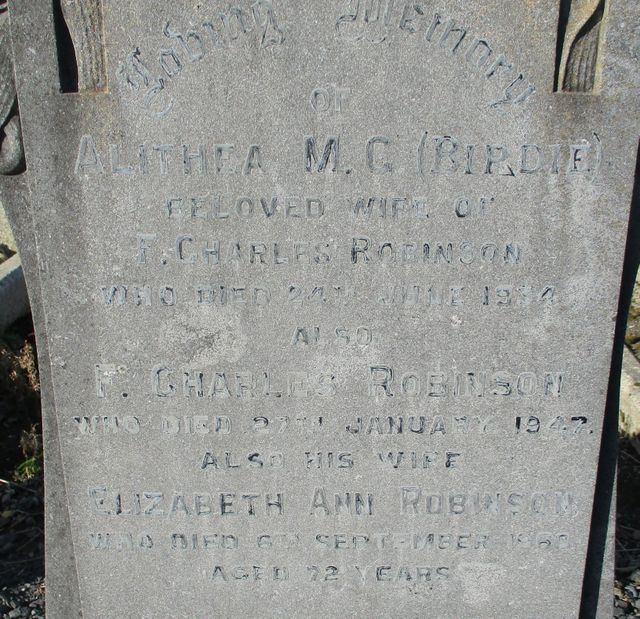 Loving Memory
OF
ALITHEA M. G. (BIRDIE)
BELOVED WIFE OF
F. CHARLES ROBINSON
WHO DIED 24TH JUNE 1934
ALSO
F. CHARLES ROBINSON
WHO DIED 27TH JANUARY 1947.
ALSO HIS WIFE
ELIZABETH ANN ROBINSON
WHO DIED 6TH SEPTEMBER
AGED 72 YEARS